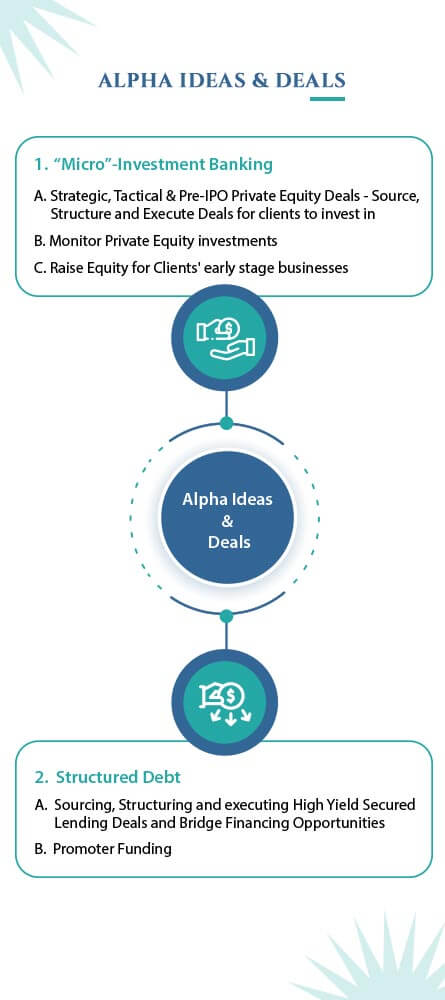 ALPHA IDEAS & DEALS
1. “Micro”-Investment Banking
A. Strategic, Tactical & Pre-IPO Private Equity Deals - Source,
Structure and Execute Deals for clients to invest in
B. Monitor Private Equity investments
C. Raise Equity for Clients' early stage businesses
$
Alpha Ideas
&
Deals
$
2. Structured Debt
A. Sourcing, Structuring and executing High Yield Secured
Lending Deals and Bridge Financing Opportunities
B. Promoter Funding